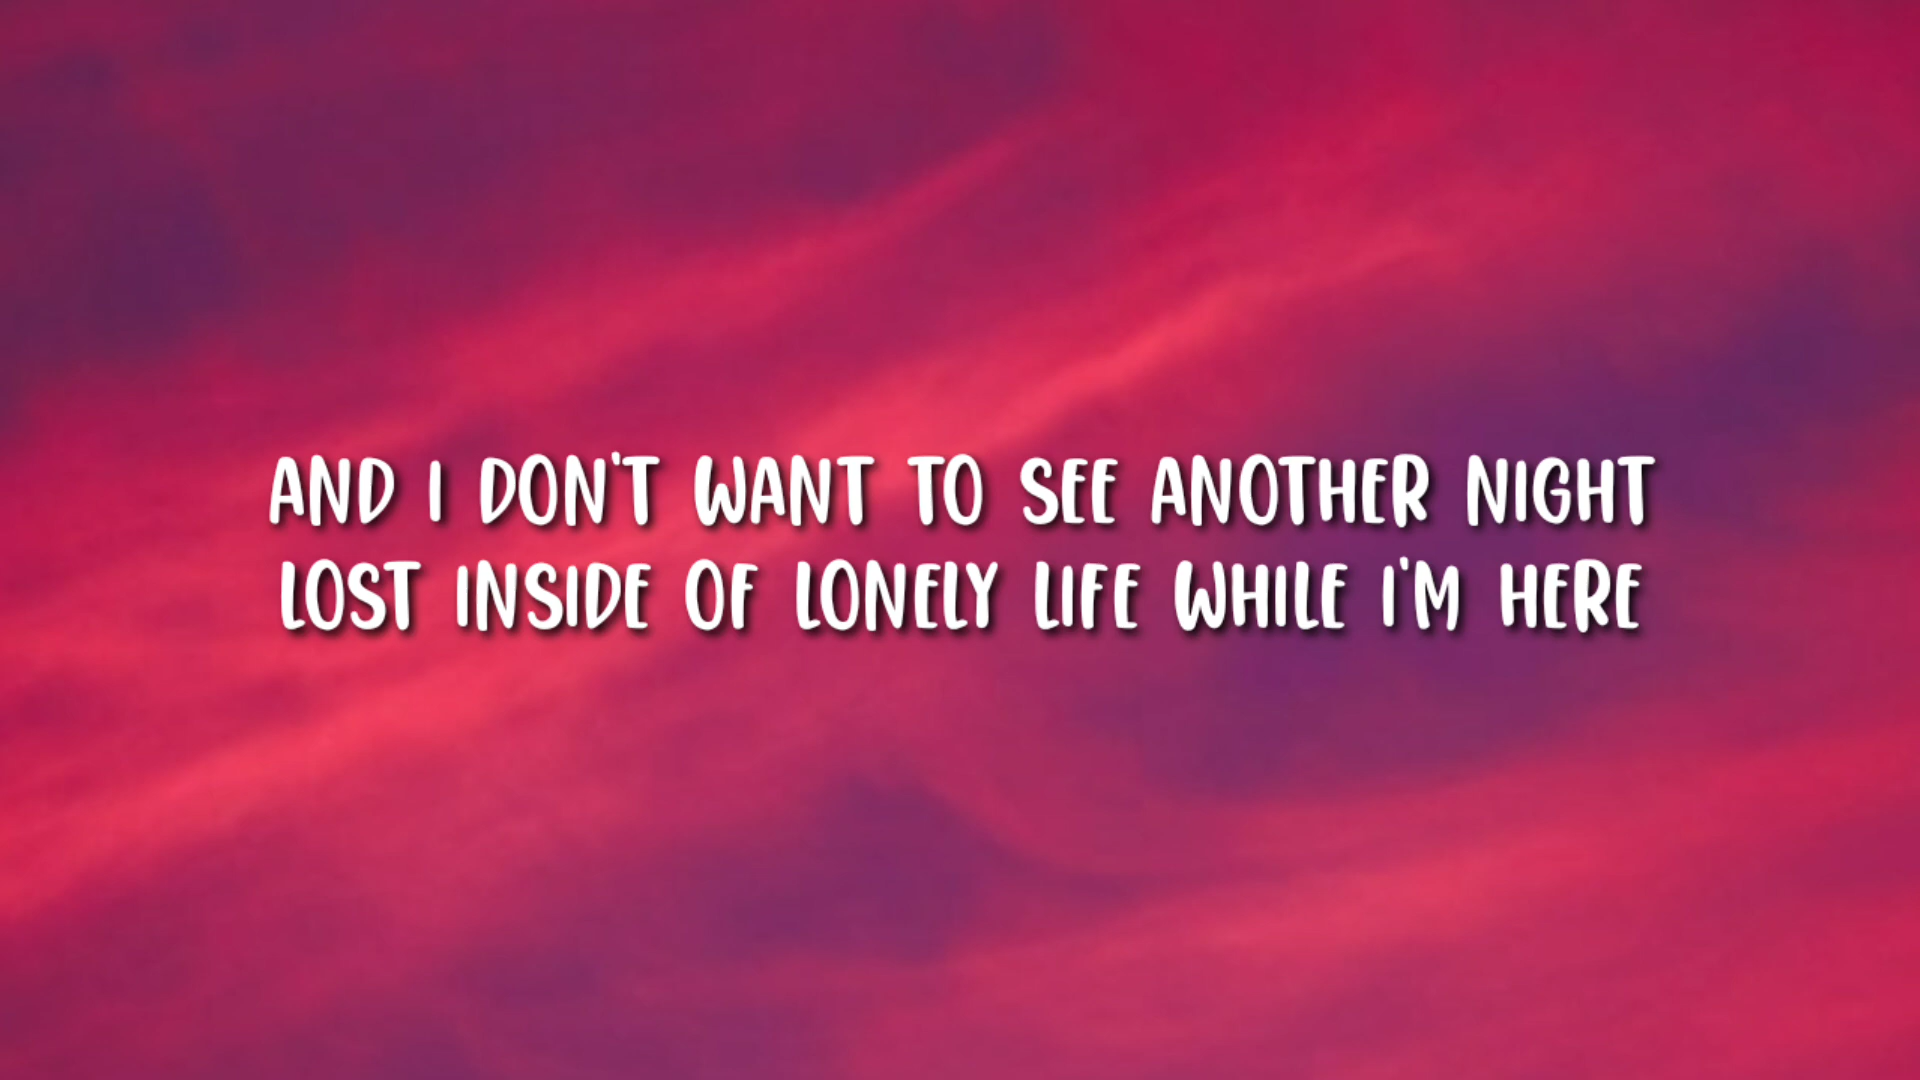 AND I DON'T WANT TO SEE ANOTHER NIGHT
LOST INSIDE OF LONELY LIFE WHILE I'M HERE